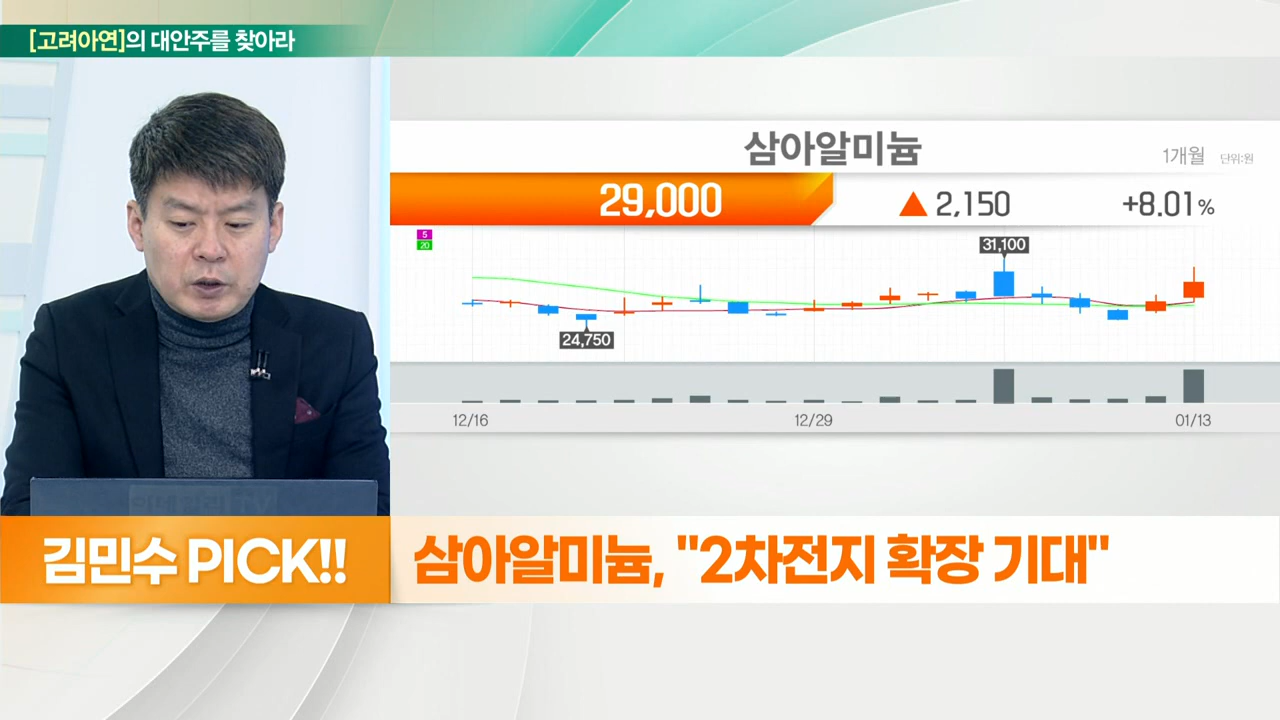 [고려아연]의 대안주를 찾아라
삼아알미늄
1개월 단위:원
29,000 ▲ 2,150 +8.01%
5
20
31,100
24,750
12/16 12/29 01/13
김민수 PICK!!
삼아알미늄, "2차전지 확장 기대"